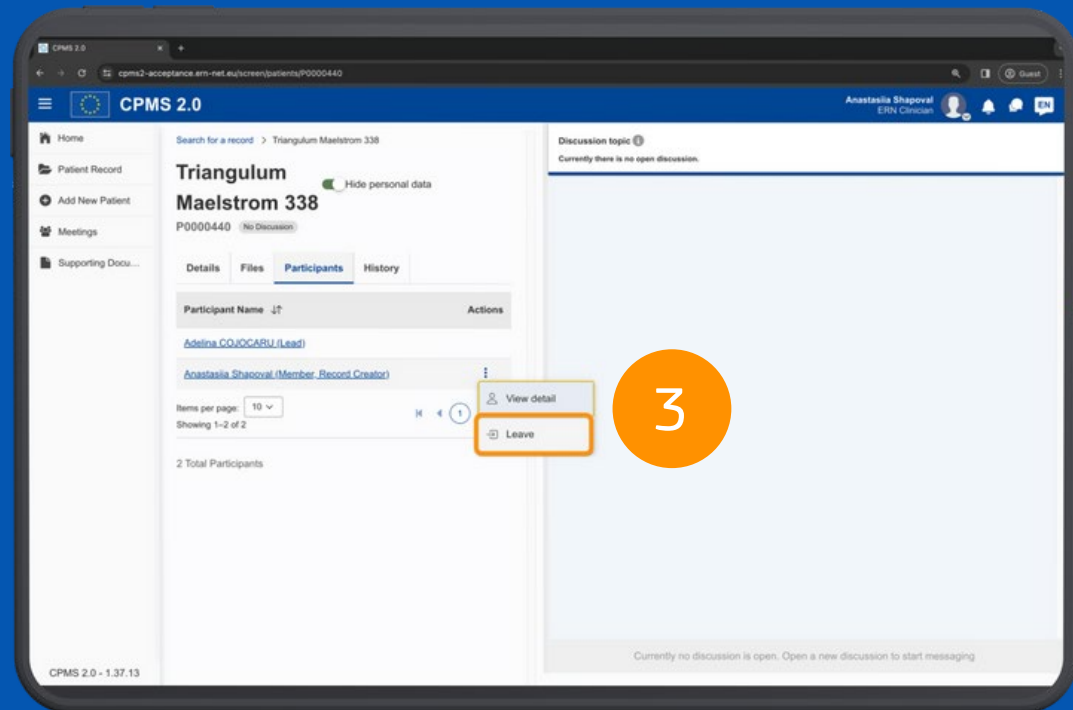 CPMS 2.0
cpms2-acceptance.ern-net.eu/screen/patients/P0000440
Guest
CPMS 2.0
Anastasiia Shapoval
ERN Clinician
EN
Home
Patient Record
Add New Patient
Meetings
Supporting Docu...
Search for a record > Triangulum Maelstrom 338
Triangulum
Maelstrom 338
Hide personal data
P0000440 No Discussion
Details Files Participants History
Participant Name Actions
Adelina COJOCARU (Lead)
Anastasiia Shapoval (Member, Record Creator)
Items per page: 10
Showing 1–2 of 2
1
View detail
Leave
2 Total Participants
3
Discussion topic
Currently there is no open discussion.
Currently no discussion is open. Open a new discussion to start messaging
CPMS 2.0 - 1.37.13